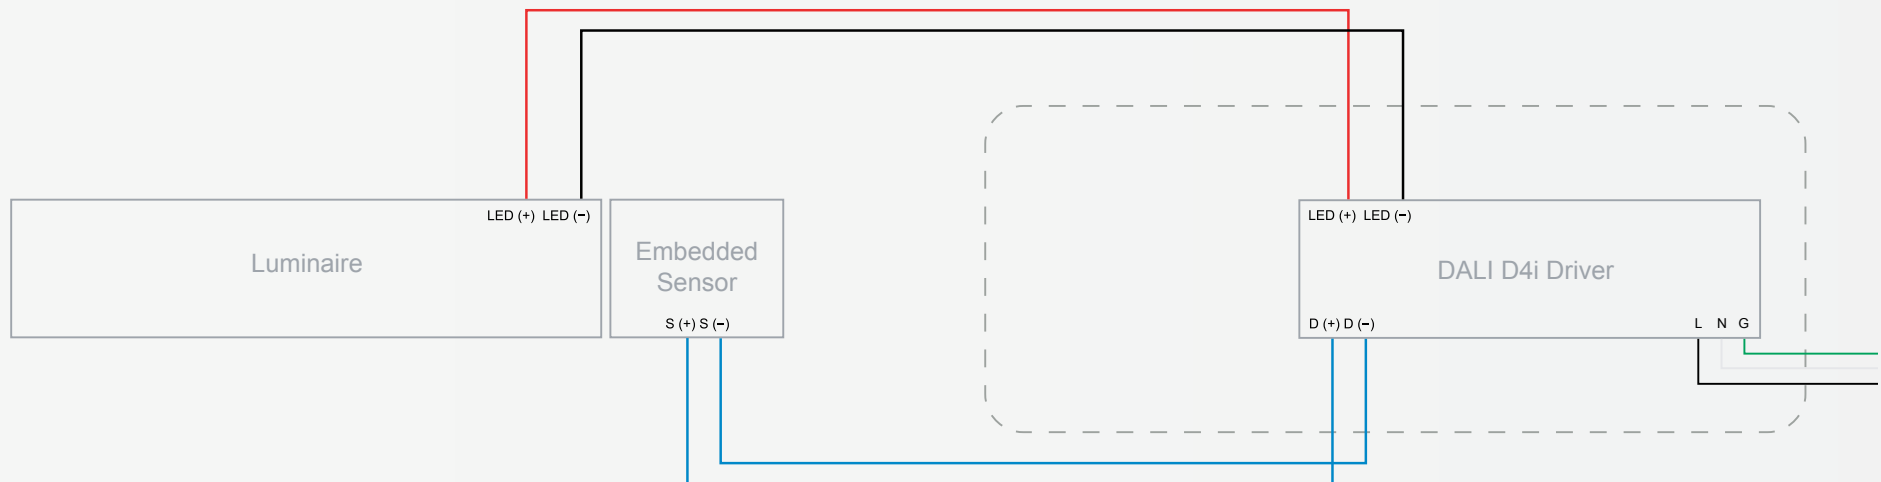 LED (+) LED (−)
Luminaire
Embedded
Sensor
S (+) S (−)
LED (+) LED (−)
DALI D4i Driver
D (+) D (−)
L N G